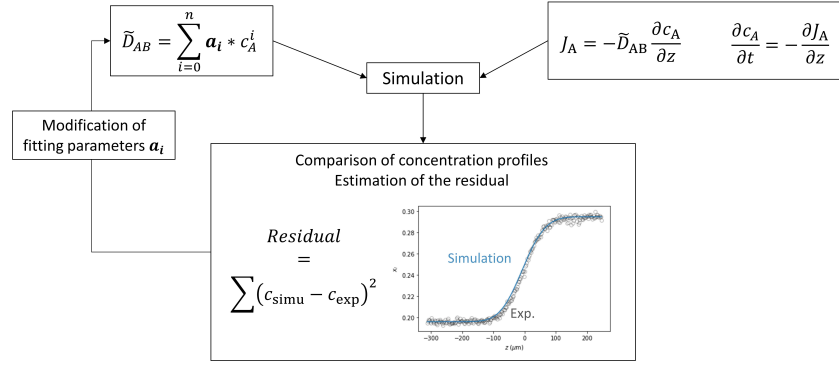 D̃_AB = ∑_{i=0}^{n} a_i * c_A^i
J_A = −D̃_AB ∂c_A/∂z    ∂c_A/∂t = −∂J_A/∂z
Simulation
Modification of
fitting parameters a_i
Comparison of concentration profiles
Estimation of the residual
Residual
=
∑(c_simu − c_exp)^2
0.30
0.28
0.26
0.24
0.22
0.20
x_i
Simulation
Exp.
−300 −200 −100 0 100 200
z (µm)